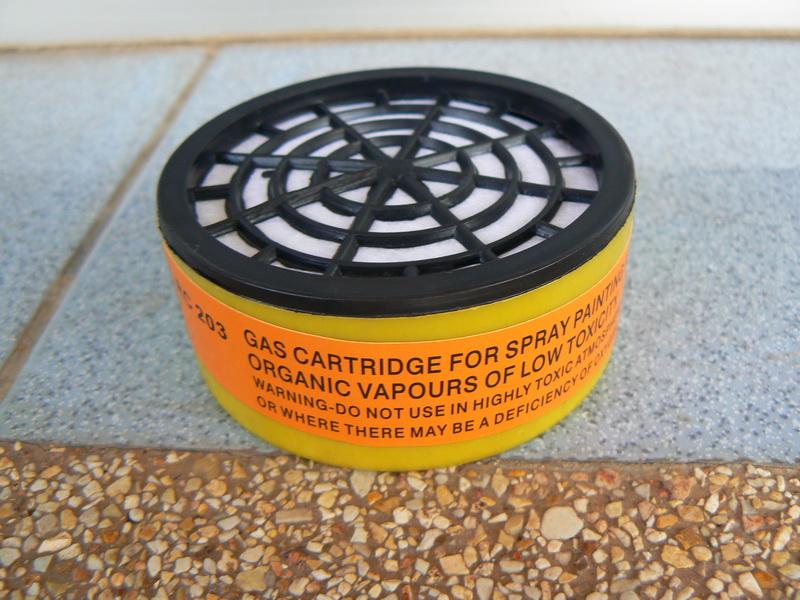 C 203
GAS CARTRIDGE FOR SPRAY PAINTING
ORGANIC VAPOURS OF LOW TOXICITY
WARNING-DO NOT USE IN HIGHLY TOXIC
OR WHERE THERE MAY BE A DEFICIENCY OF